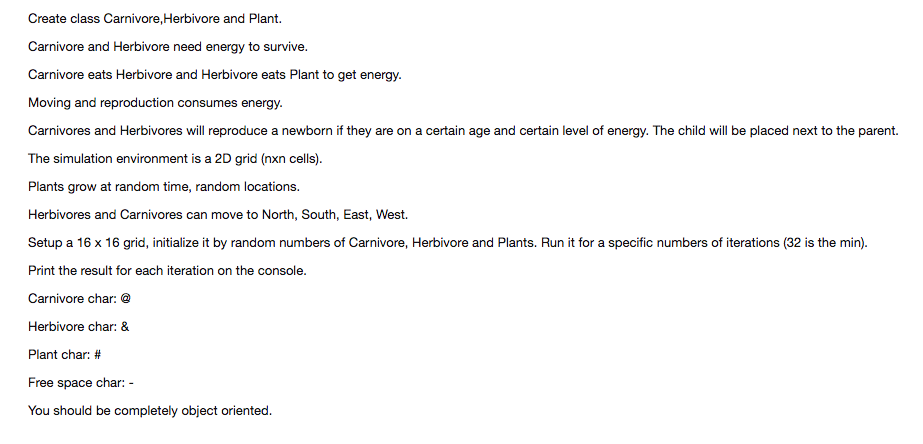 Create class Carnivore,Herbivore and Plant.
Carnivore and Herbivore need energy to survive.
Carnivore eats Herbivore and Herbivore eats Plant to get energy.
Moving and reproduction consumes energy.
Carnivores and Herbivores will reproduce a newborn if they are on a certain age and certain level of energy. The child will be placed next to the parent.
The simulation environment is a 2D grid (nxn cells).
Plants grow at random time, random locations.
Herbivores and Carnivores can move to North, South, East, West.
Setup a 16 x 16 grid, initialize it by random numbers of Carnivore, Herbivore and Plants. Run it for a specific numbers of iterations (32 is the min).
Print the result for each iteration on the console.
Carnivore char: @
Herbivore char: &
Plant char: #
Free space char: -
You should be completely object oriented.